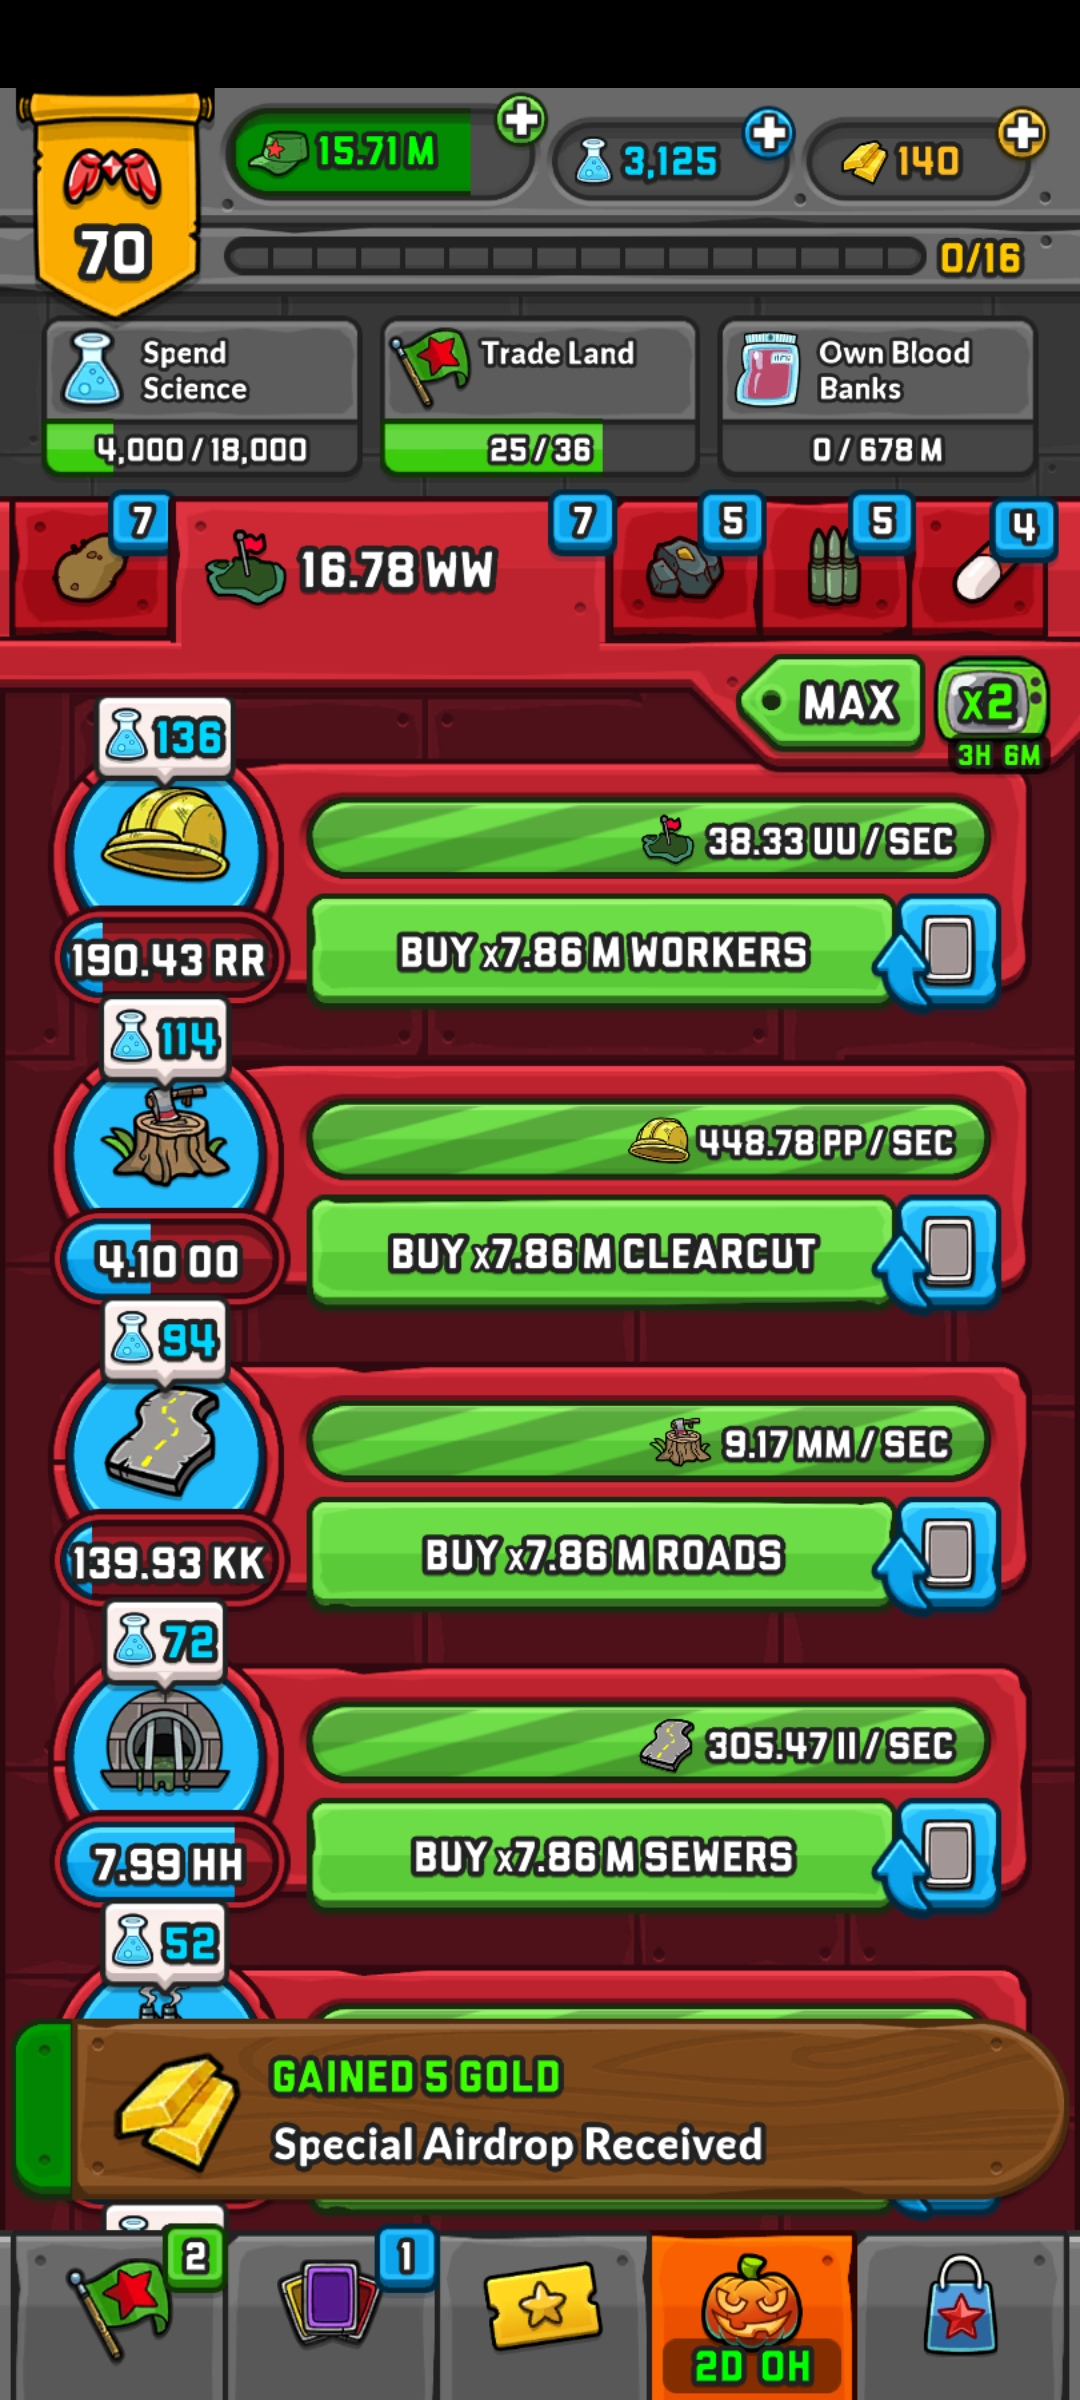 70
15.71 M
3,125
140
0/16
Spend
Science
4,000 / 18,000
Trade Land
25 / 36
Own Blood
Banks
0 / 678 M
7
16.78 WW
7
5
5
4
MAX
x2
3H 6M
136
38.33 UU / SEC
190.43 RR
BUY x7.86 M WORKERS
114
448.78 PP / SEC
4.10 OO
BUY x7.86 M CLEARCUT
94
9.17 MM / SEC
139.93 KK
BUY x7.86 M ROADS
72
305.47 II / SEC
7.99 HH
BUY x7.86 M SEWERS
52
GAINED 5 GOLD
Special Airdrop Received
2
1
2D 0H